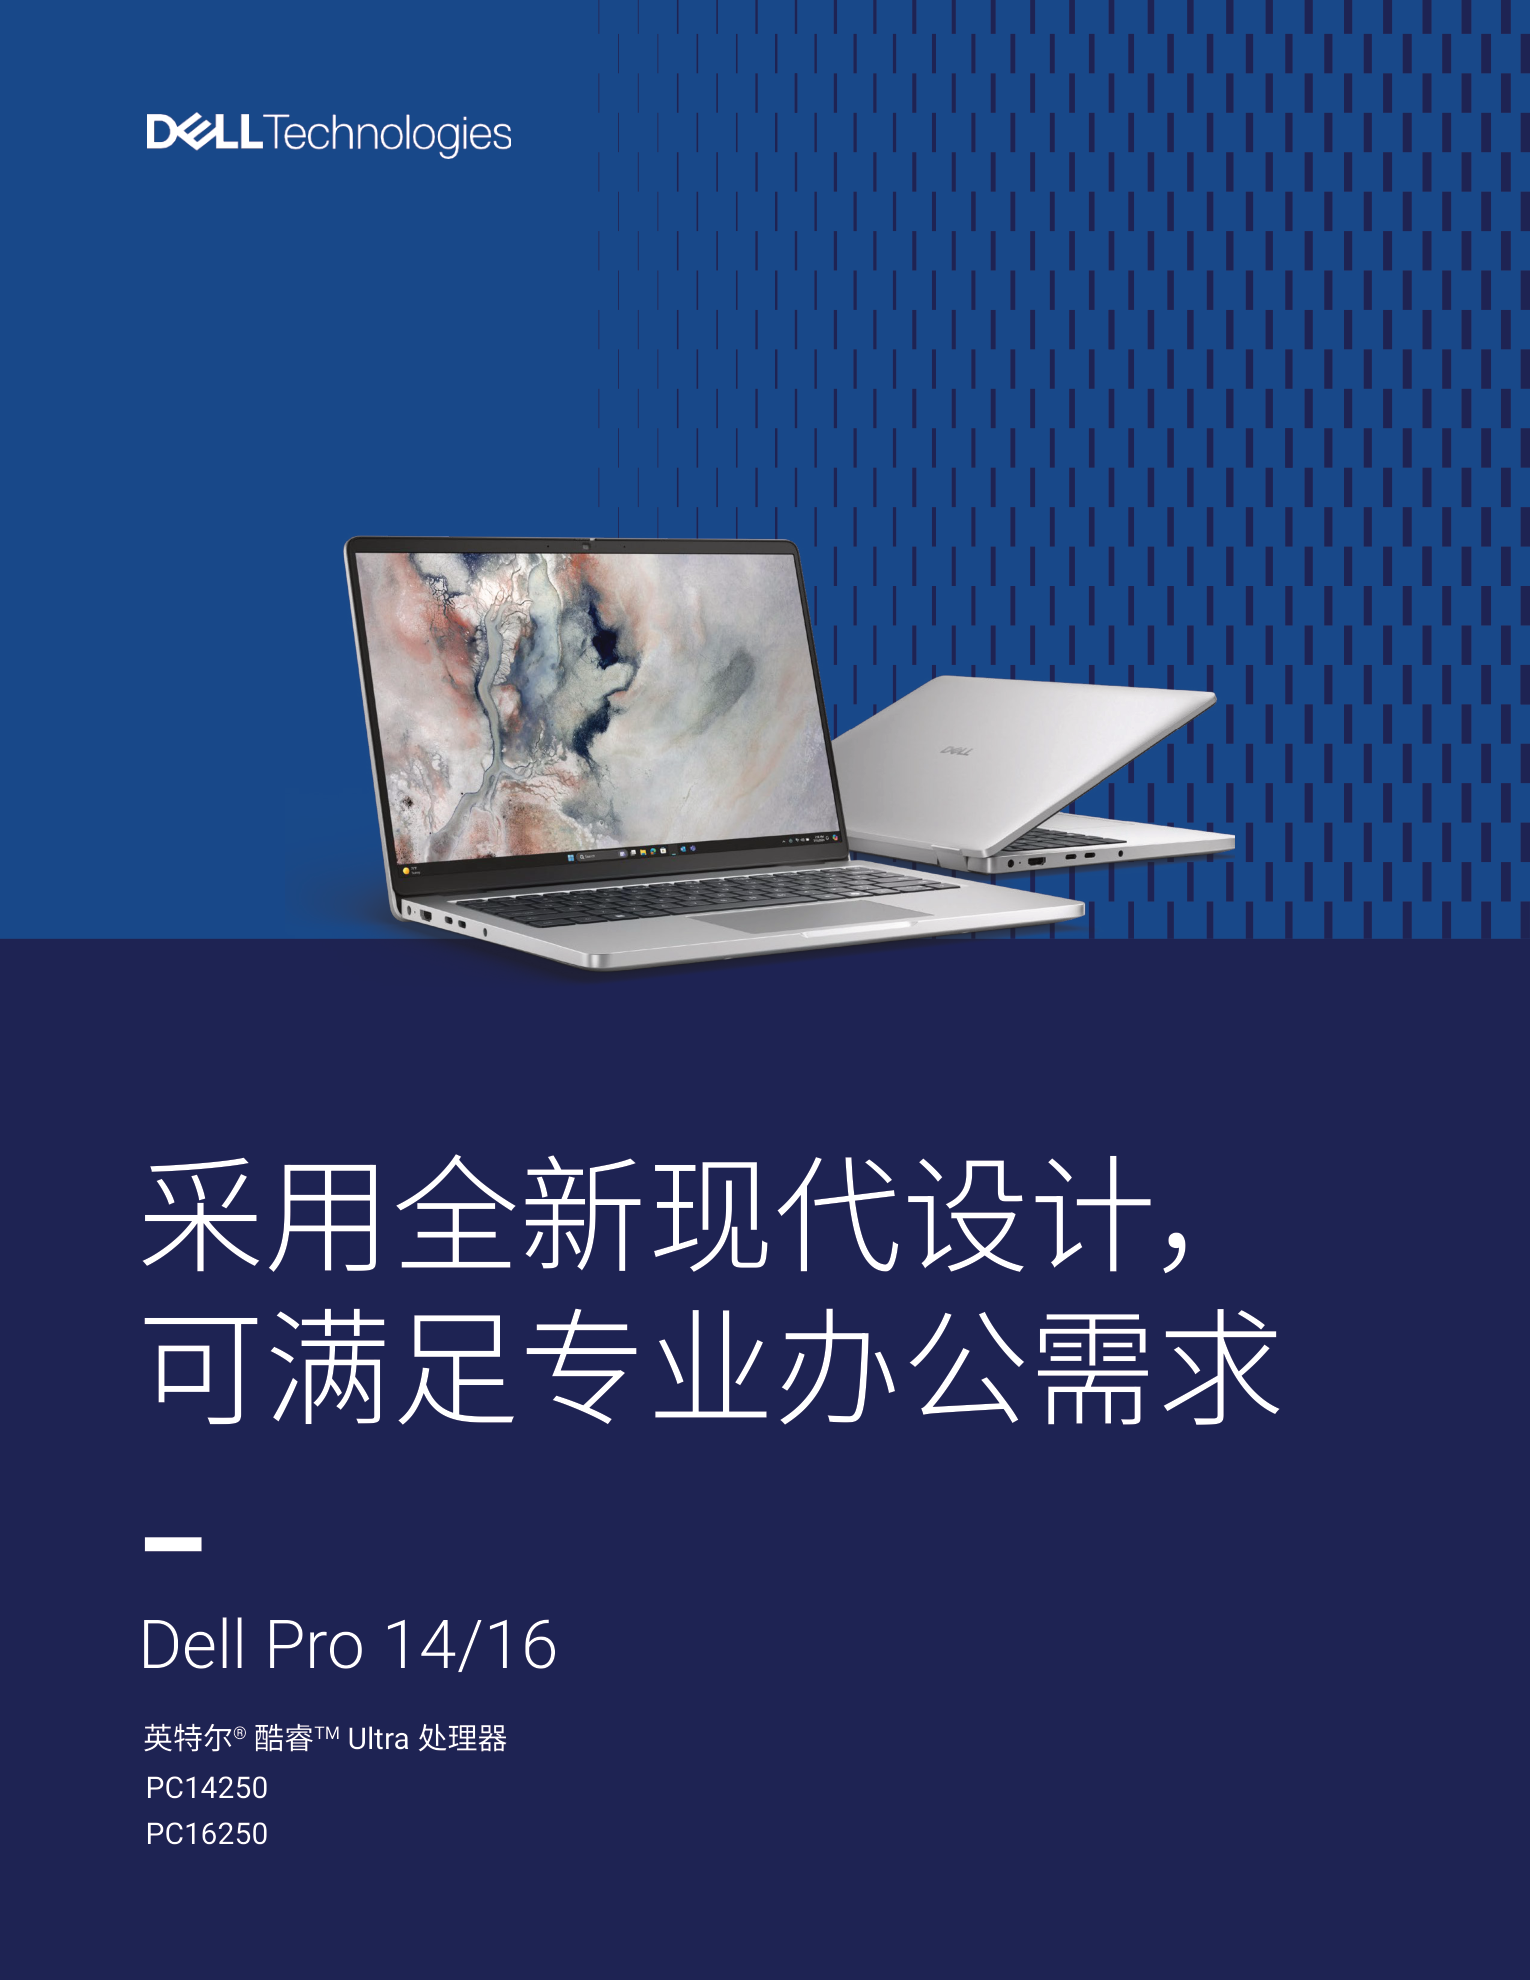 DELL Technologies
DELL
采用全新现代设计，
可满足专业办公需求
Dell Pro 14/16
英特尔® 酷睿™ Ultra 处理器
PC14250
PC16250